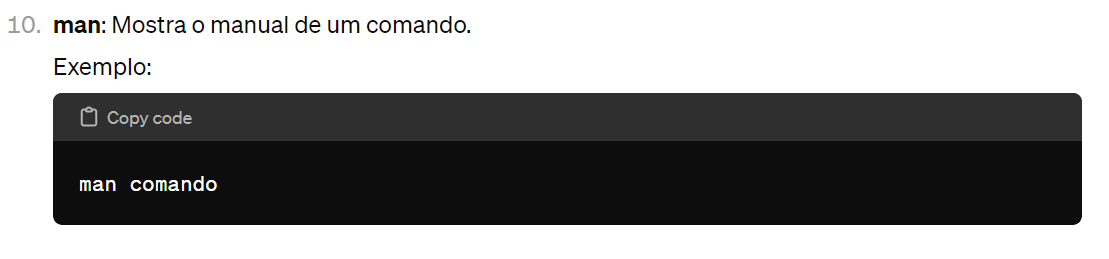 10. man: Mostra o manual de um comando.
Exemplo:
Copy code
man comando